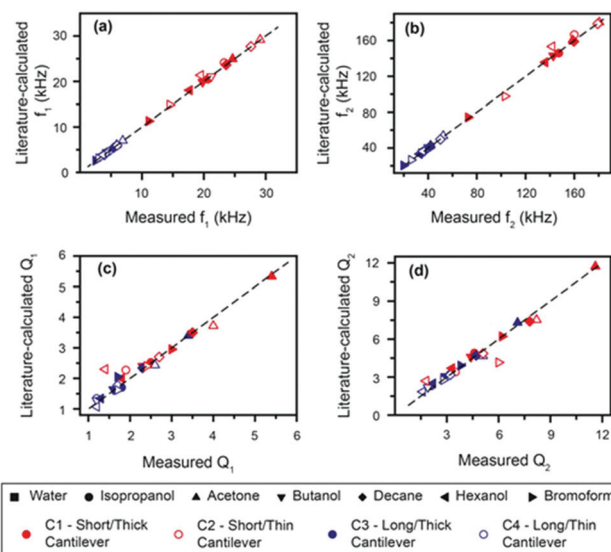 (a)
Literature-calculated
f1 (kHz)
30
20
10
0
10
20
30
Measured f1 (kHz)
(b)
Literature-calculated
f2 (kHz)
160
120
80
40
40
80
120
160
Measured f2 (kHz)
(c)
Literature-calculated Q1
6
5
4
3
2
1
1
2
3
4
5
6
Measured Q1
(d)
Literature-calculated Q2
12
9
6
3
0
3
6
9
12
Measured Q2
Water Isopropanol Acetone Butanol Decane Hexanol Bromoform
C1 - Short/Thick Cantilever
C2 - Short/Thin Cantilever
C3 - Long/Thick Cantilever
C4 - Long/Thin Cantilever